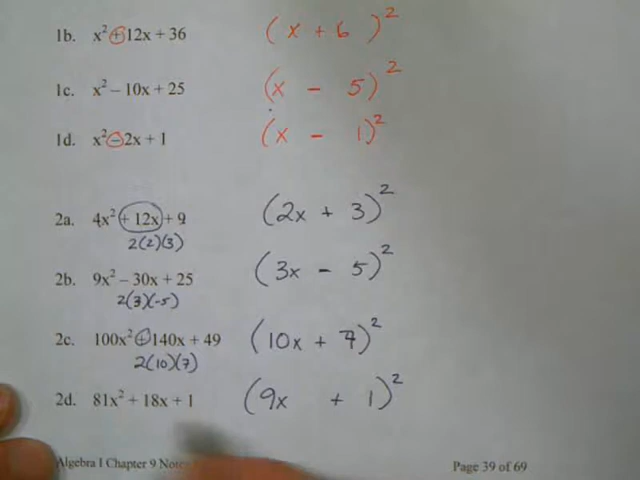 1b. x² + 12x + 36 (x + 6)²
1c. x² – 10x + 25 (x - 5)²
1d. x² – 2x + 1 (x - 1)²
2a. 4x² + 12x + 9 (2x + 3)²
2(2)(3)
2b. 9x² – 30x + 25 (3x - 5)²
2(3)(-5)
2c. 100x² + 140x + 49 (10x + 7)²
2(10)(7)
2d. 81x² + 18x + 1 (9x + 1)²
Algebra I Chapter 9 Note Page 39 of 69